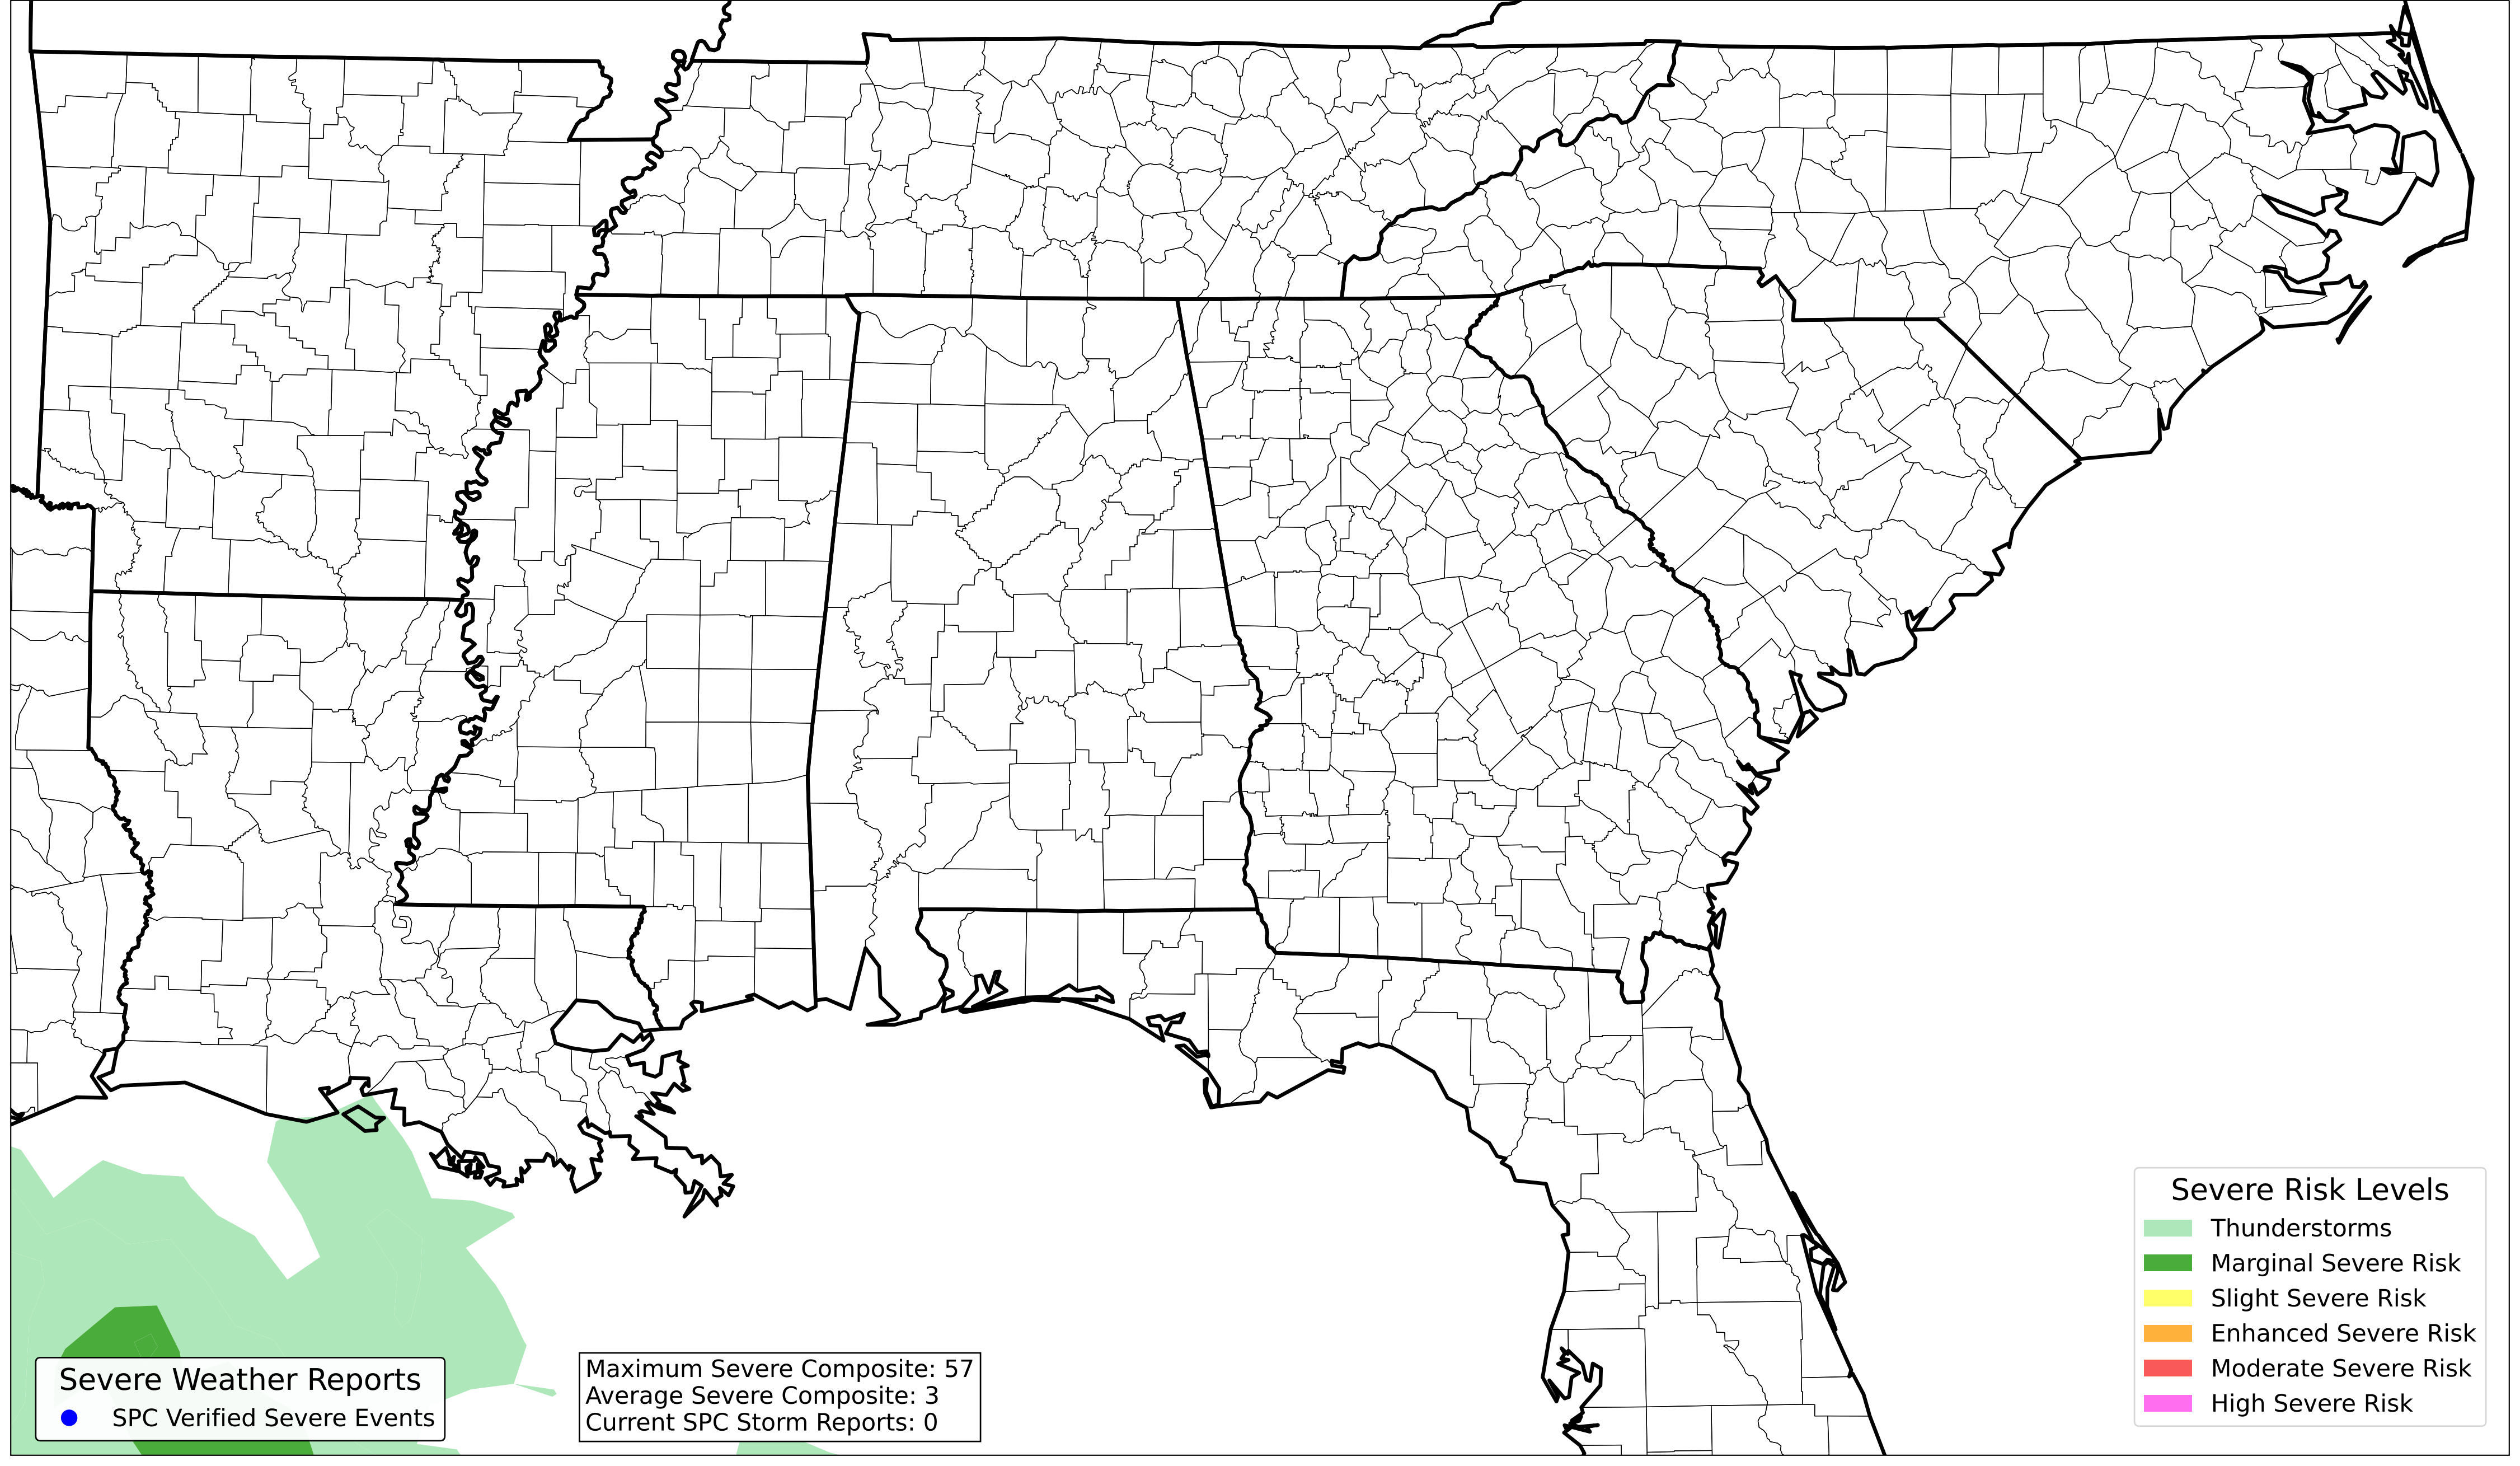 Severe Risk Levels
Thunderstorms
Marginal Severe Risk
Slight Severe Risk
Enhanced Severe Risk
Moderate Severe Risk
High Severe Risk
Severe Weather Reports
SPC Verified Severe Events
Maximum Severe Composite: 57
Average Severe Composite: 3
Current SPC Storm Reports: 0